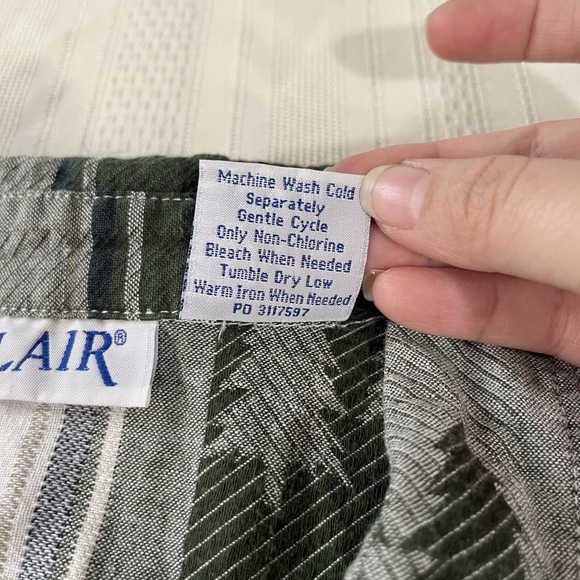 Machine Wash Cold
Separately
Gentle Cycle
Only Non-Chlorine
Bleach When Needed
Tumble Dry Low
Warm Iron When Needed
PO 3117597
LAIR®